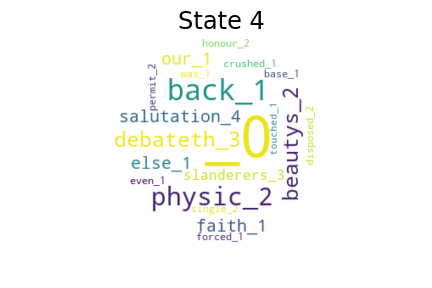 State 4
honour_2
our_1
crushed_1
was_1
base_1
permit_2
back_1
beautys_2
salutation_4
_0
touched_1
disposed_2
debateth_3
else_1
slanderers_3
even_1
physic_2
single_2
faith_1
forced_1